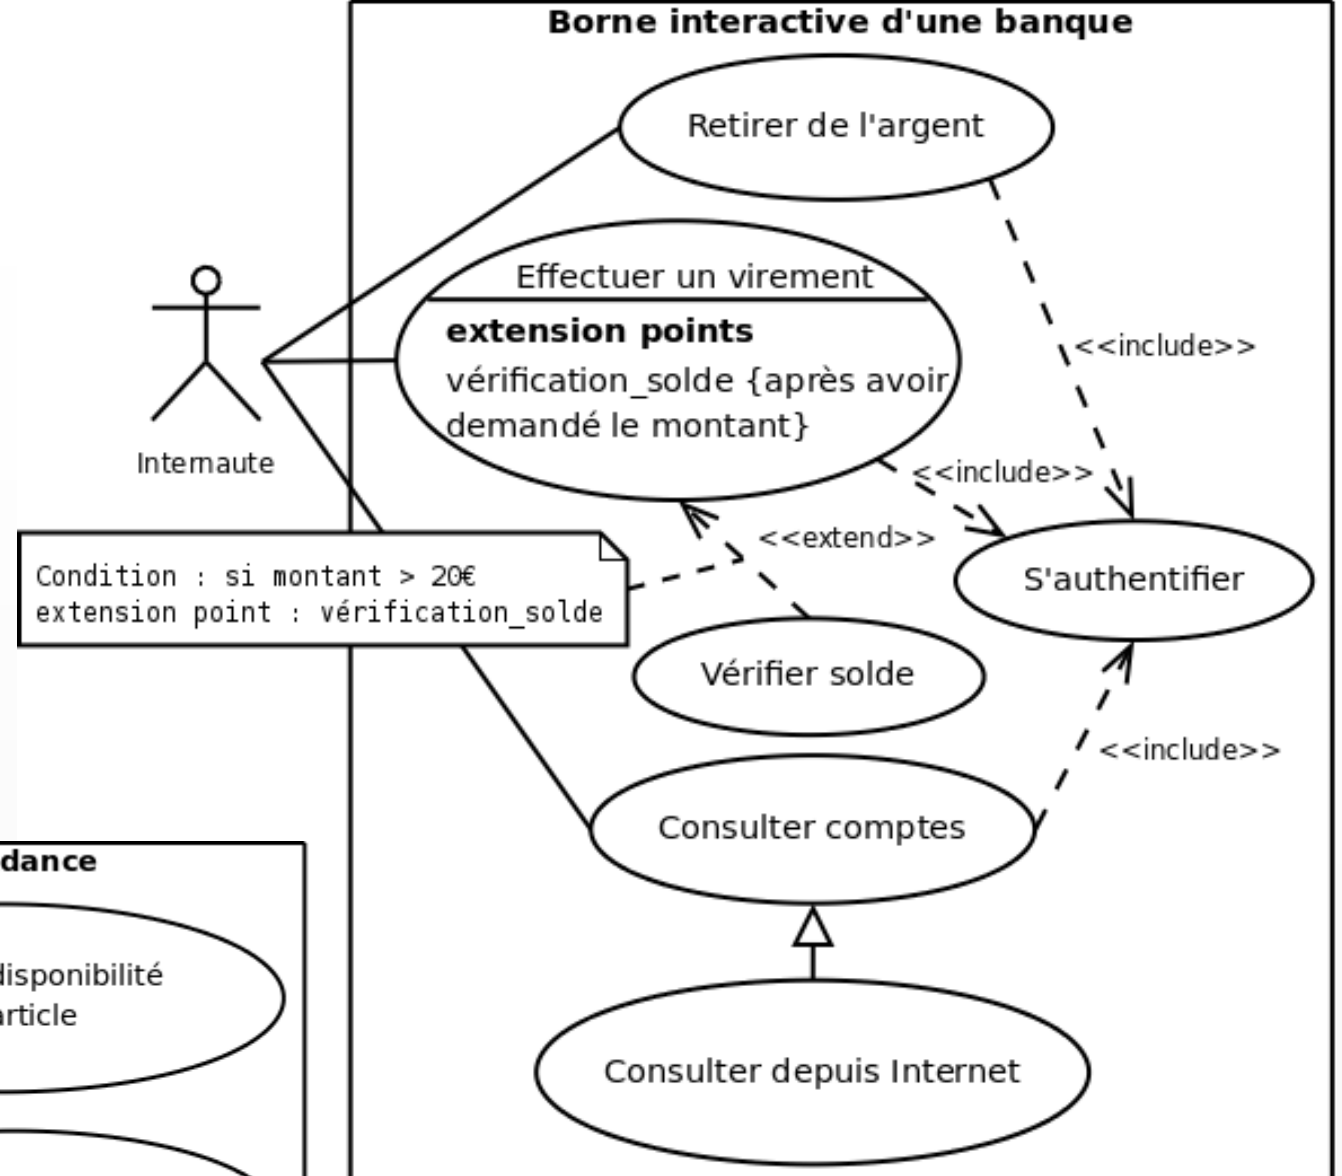 Borne interactive d'une banque
Retirer de l'argent
Effectuer un virement
extension points
vérification_solde {après avoir
demandé le montant}
<<include>>
Internaute
<<include>>
<<extend>>
Condition : si montant > 20€
extension point : vérification_solde
S'authentifier
Vérifier solde
<<include>>
Consulter comptes
Consulter depuis Internet
dance
disponibilité
article